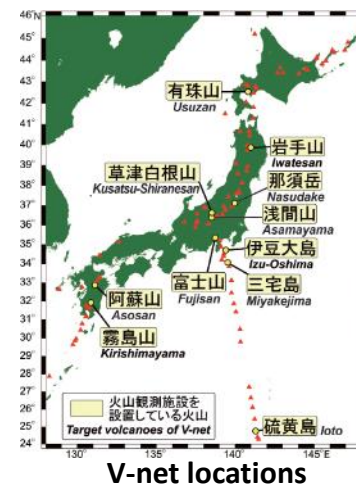 46°
N
45°
44
43
42
41
40
39
38
37
36
35
34
33
32
31
30
29
28
25
24°
130°
135°
140°
145°E
有珠山
Usuzan
岩手山
Iwatesan
草津白根山
Kusatsu-Shiranesan
那須岳
Nasudake
浅間山
Asamayama
伊豆大島
Izu-Oshima
富士山
Fujisan
三宅島
Miyakejima
阿蘇山
Asosan
霧島山
Kirishimayama
火山観測施設を
設置している火山
Target volcanoes of V-net
硫黄島 Ioto
V-net locations